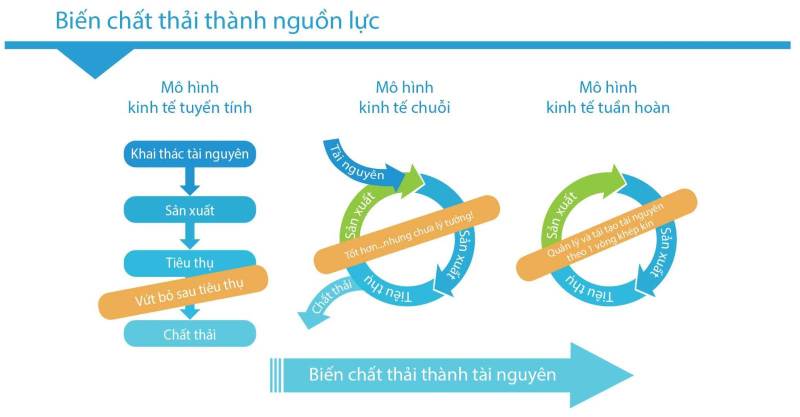 Biến chất thải thành nguồn lực
Mô hình
kinh tế tuyến tính
Khai thác tài nguyên
Sản xuất
Tiêu thụ
Vứt bỏ sau tiêu thụ
Chất thải
Mô hình
kinh tế chuỗi
Tài nguyên
Sản xuất
Tốt hơn...nhưng chưa lý tưởng!
Sản xuất
Tiêu thụ
Chất thải
Mô hình
kinh tế tuần hoàn
Sản xuất
Quản lý và tái tạo tài nguyên
theo 1 vòng khép kín
Sản xuất
Tiêu thụ
Biến chất thải thành tài nguyên